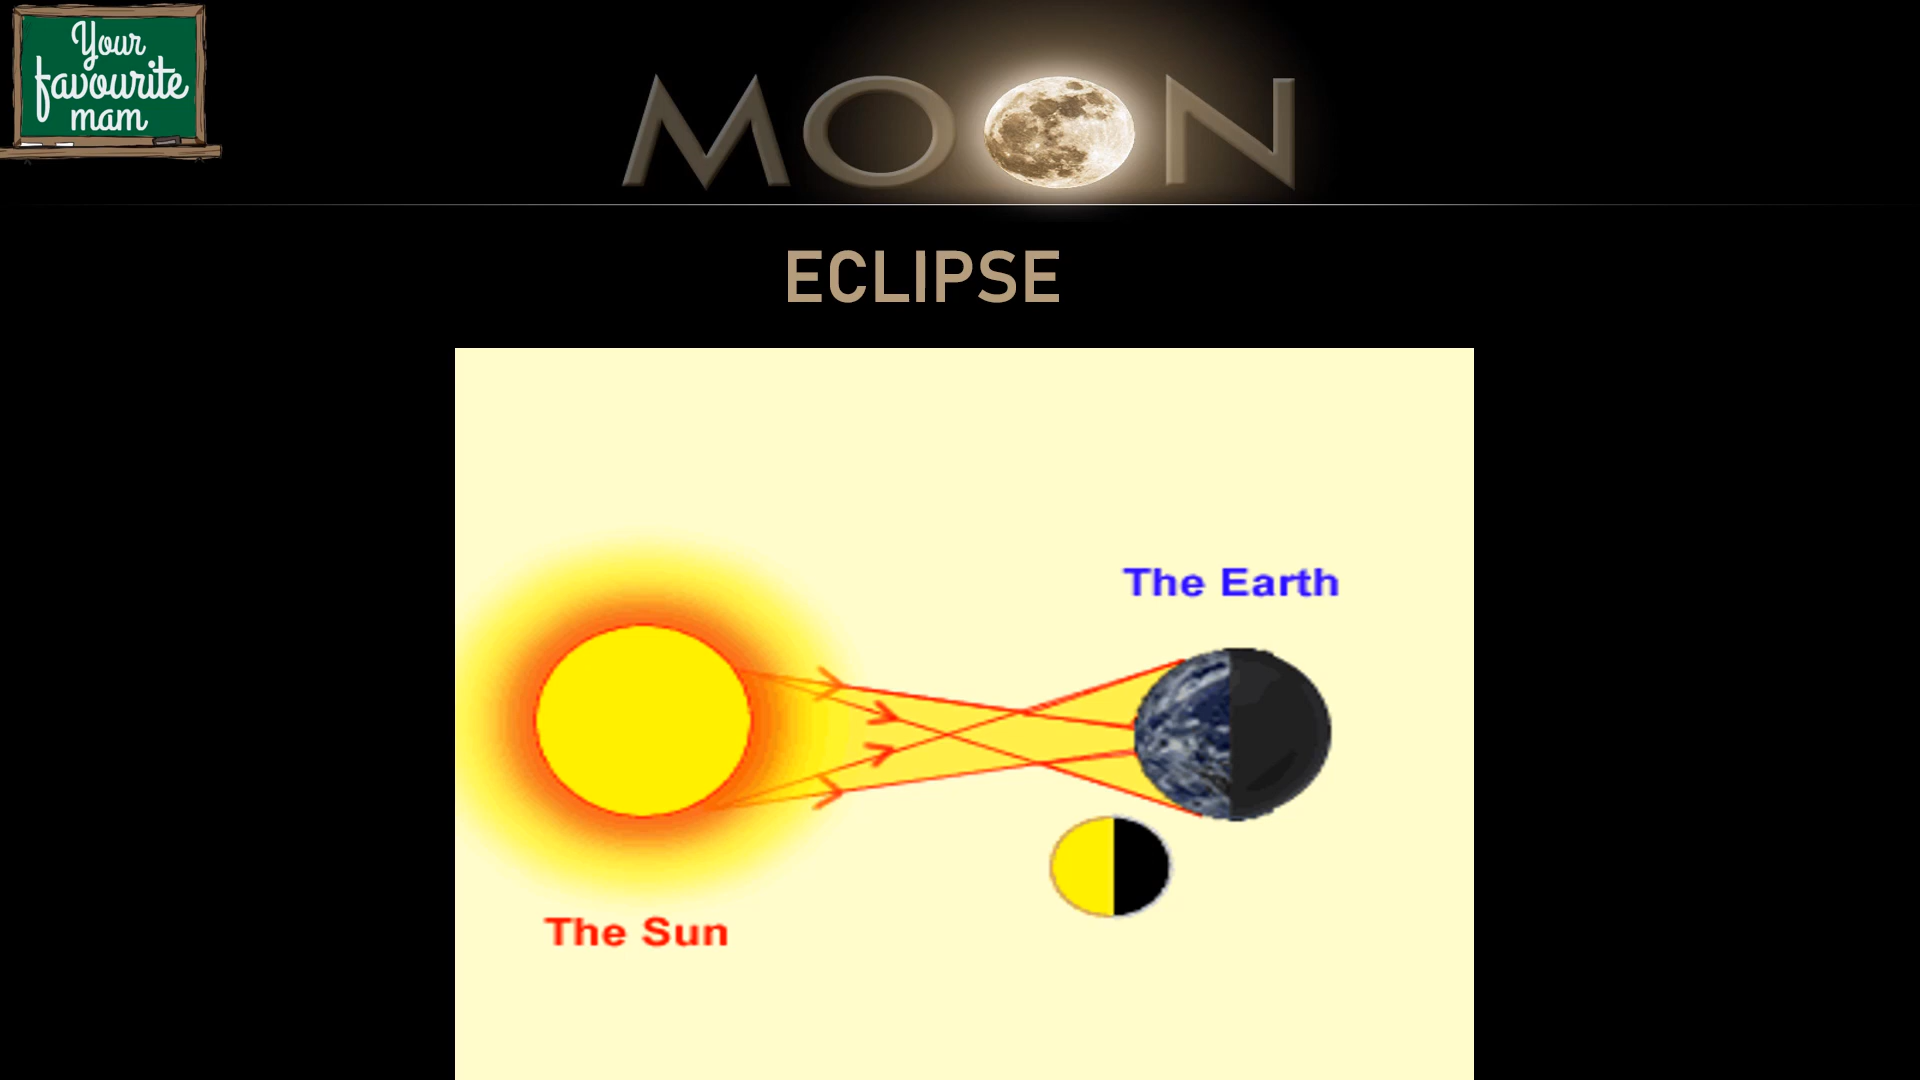 Your
favourite
mam
MOON
ECLIPSE
The Earth
The Sun